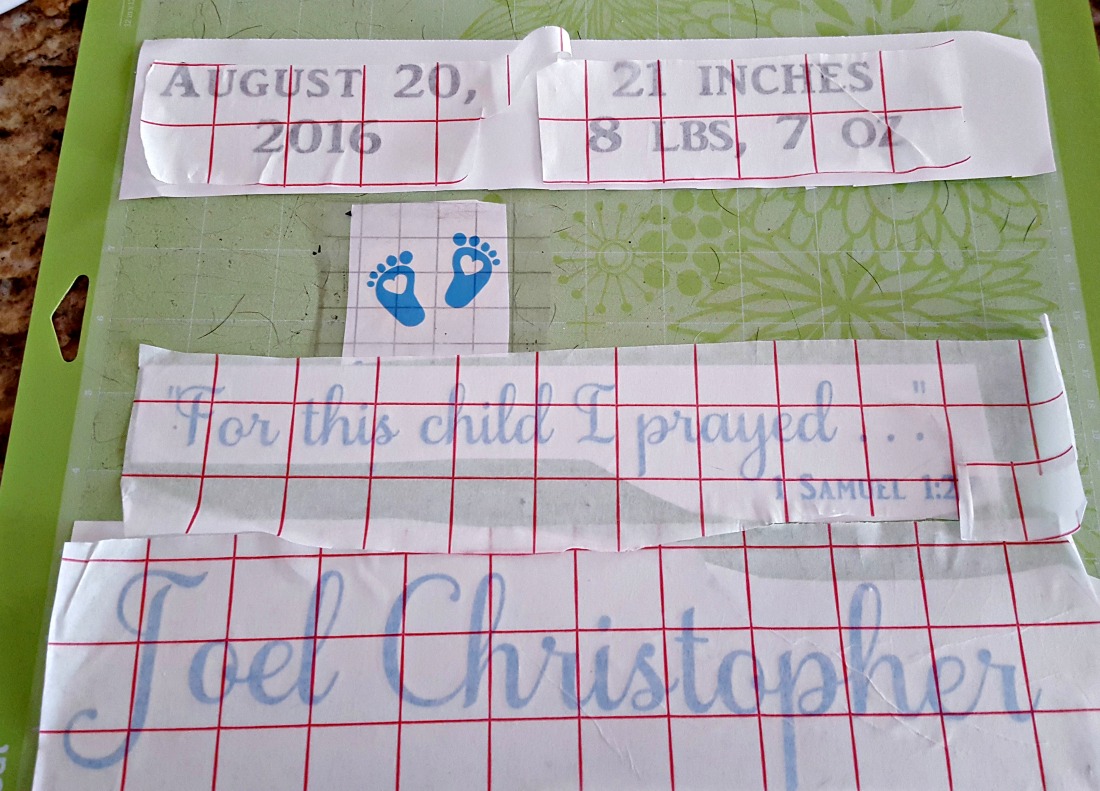 AUGUST 20,
2016
21 INCHES
8 LBS, 7 OZ
"For this child I prayed . . . "
1 SAMUEL 1:2
Joel Christopher